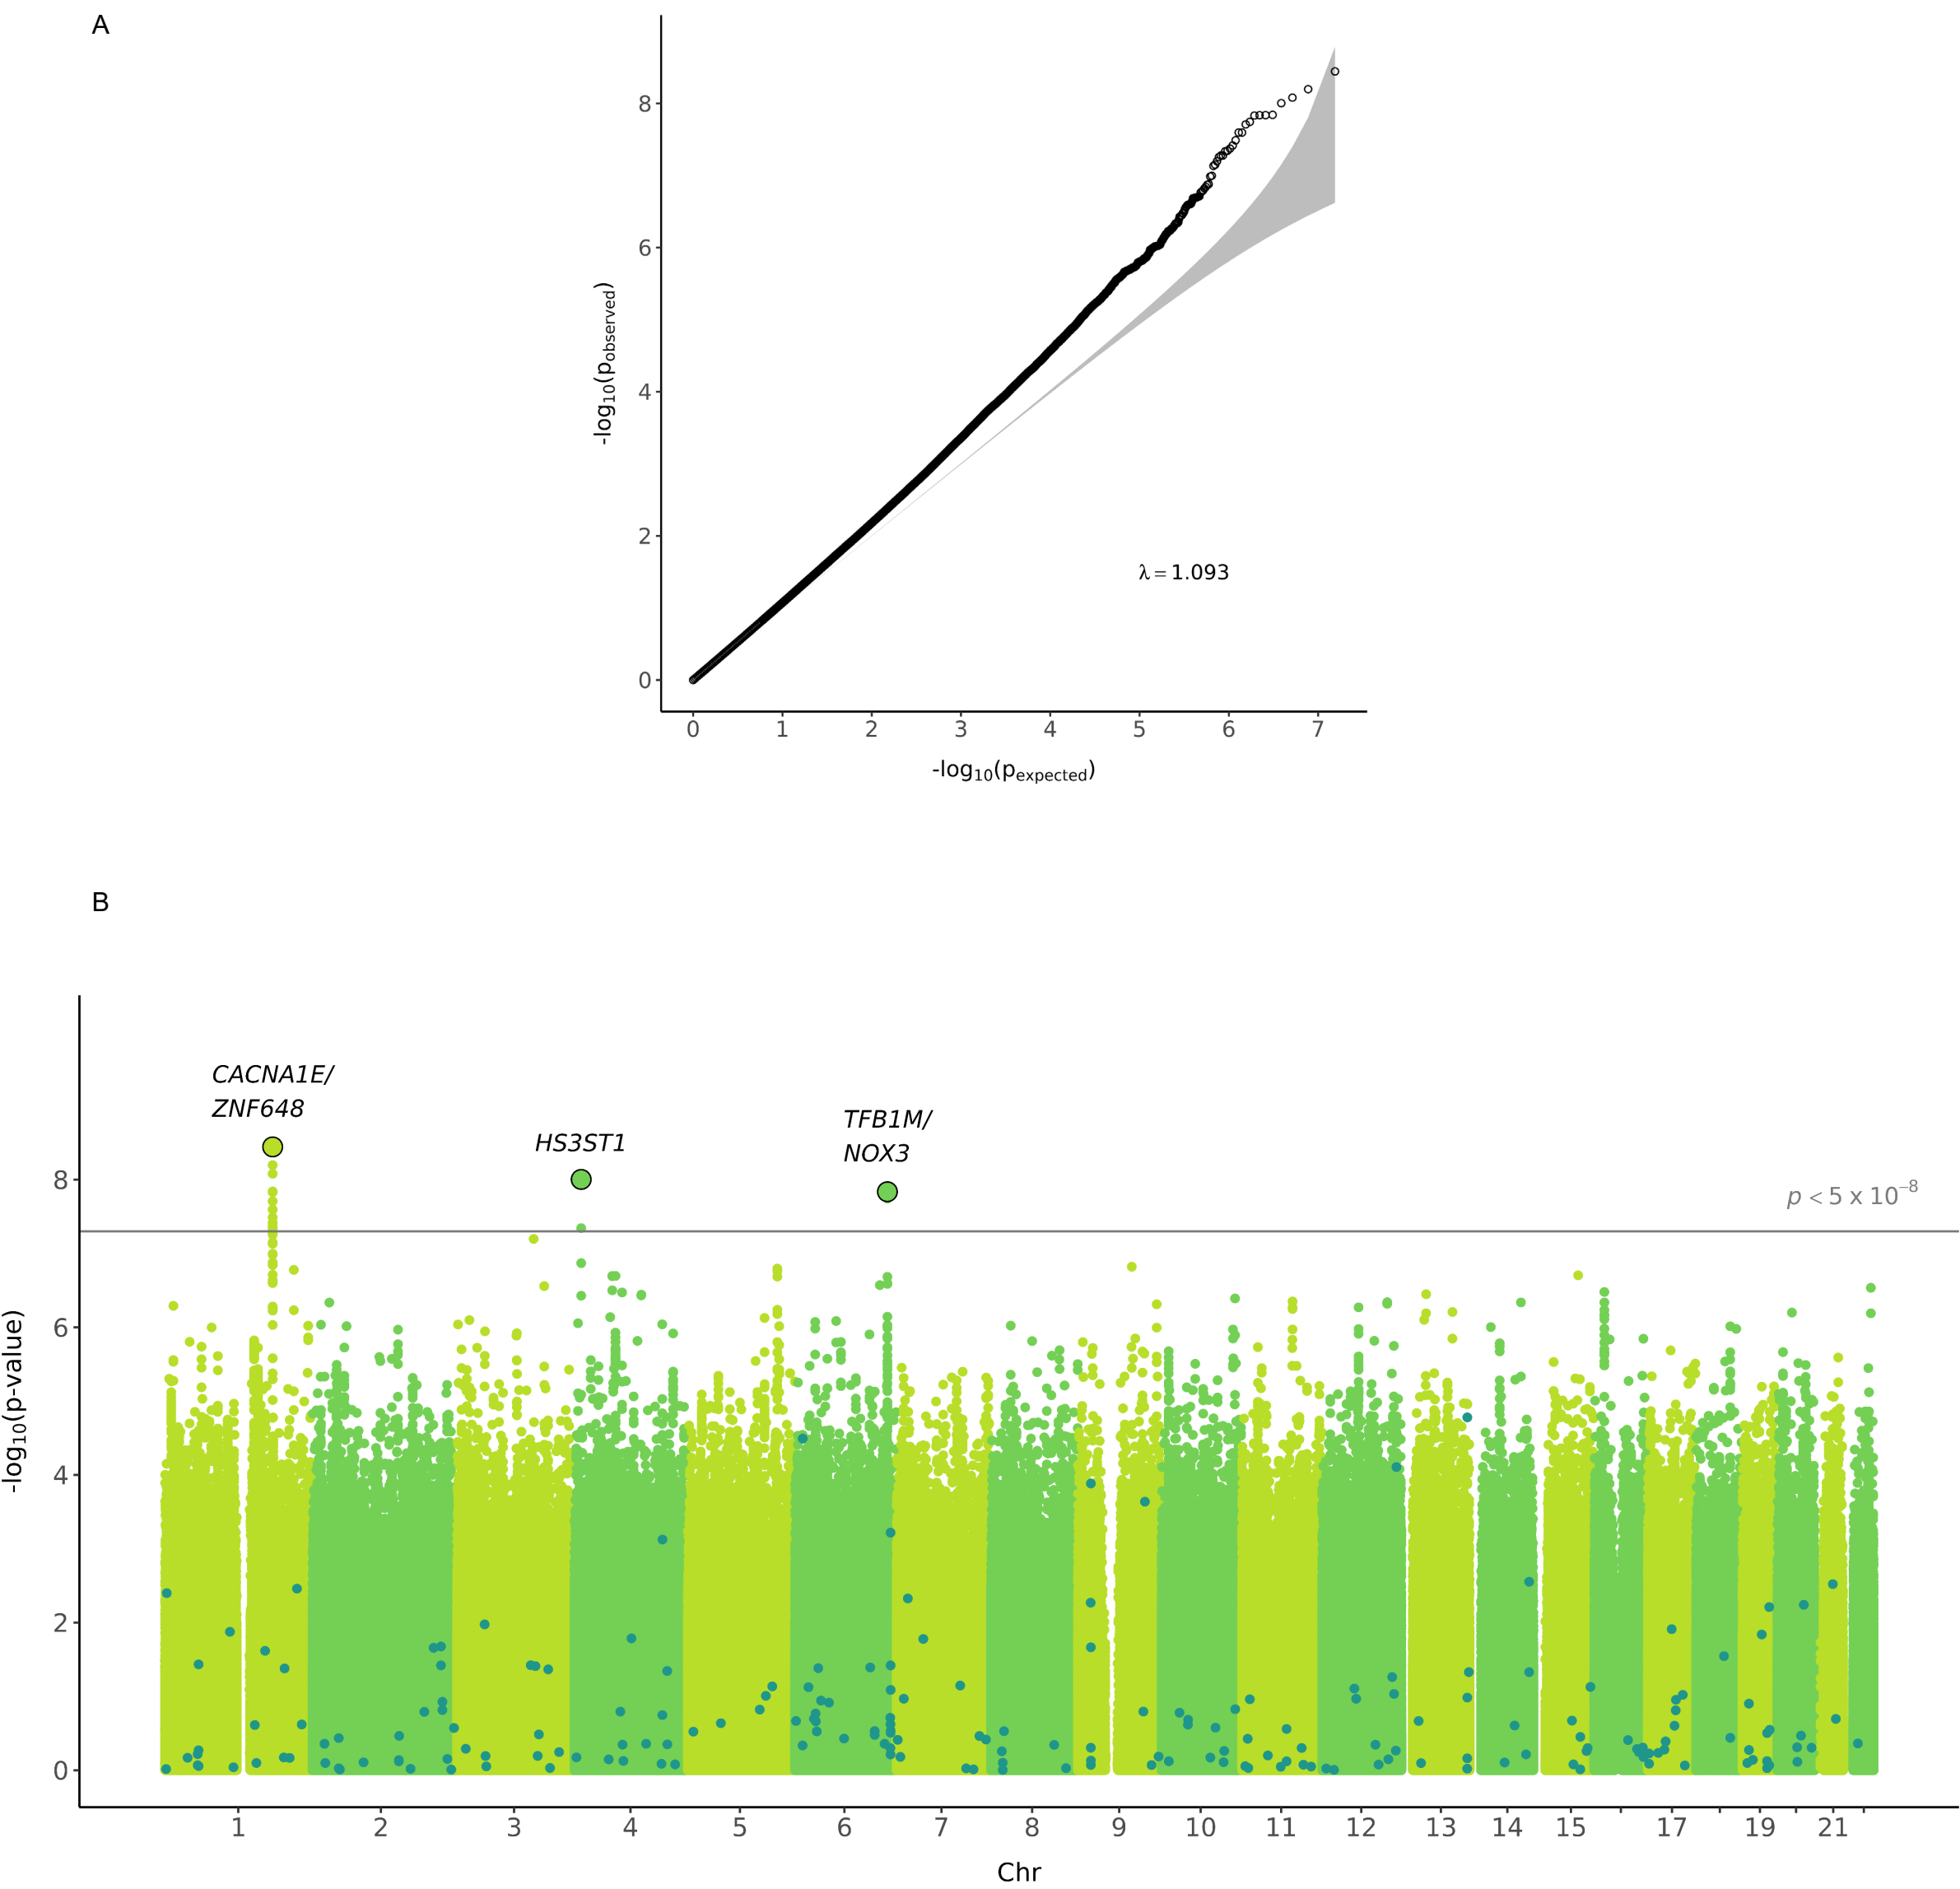 A
8
6
4
2
0
-log10(pobserved)
λ = 1.093
0 1 2 3 4 5 6 7
-log10(pexpected)
B
CACNA1E/
ZNF648
HS3ST1
TFB1M/
NOX3
p < 5 x 10–8
8
6
4
2
0
-log10(p-value)
1 2 3 4 5 6 7 8 9 10 11 12 13 14 15 17 19 21
Chr